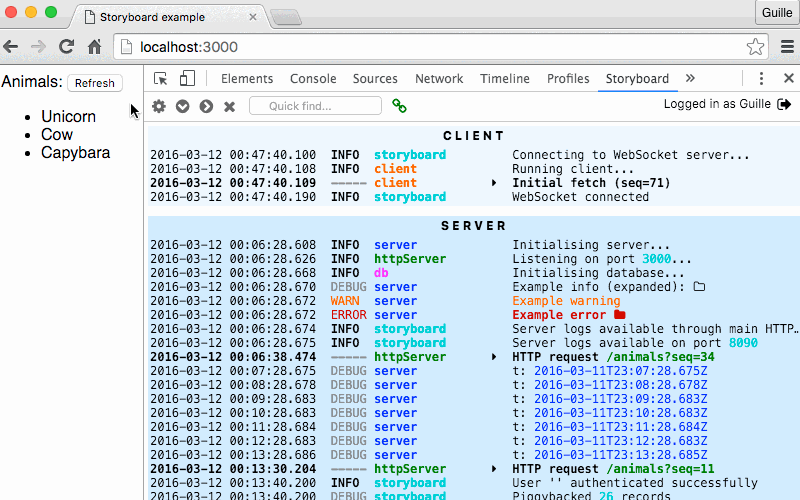 Storyboard example
Guille
localhost:3000
Animals: Refresh
Unicorn
Cow
Capybara
Elements Console Sources Network Timeline Profiles Storyboard »
Quick find...
Logged in as Guille
CLIENT
2016-03-12 00:47:40.100 INFO storyboard Connecting to WebSocket server...
2016-03-12 00:47:40.108 INFO client Running client...
2016-03-12 00:47:40.109 ----- client Initial fetch (seq=71)
2016-03-12 00:47:40.190 INFO storyboard WebSocket connected
SERVER
2016-03-12 00:06:28.608 INFO server Initialising server...
2016-03-12 00:06:28.626 INFO httpServer Listening on port 3000...
2016-03-12 00:06:28.668 INFO db Initialising database...
2016-03-12 00:06:28.670 DEBUG server Example info (expanded):
2016-03-12 00:06:28.672 WARN server Example warning
2016-03-12 00:06:28.672 ERROR server Example error
2016-03-12 00:06:28.674 INFO storyboard Server logs available through main HTTP…
2016-03-12 00:06:28.675 INFO storyboard Server logs available on port 8090
2016-03-12 00:06:38.474 ----- httpServer HTTP request /animals?seq=34
2016-03-12 00:07:28.675 DEBUG server t: 2016-03-11T23:07:28.675Z
2016-03-12 00:08:28.678 DEBUG server t: 2016-03-11T23:08:28.678Z
2016-03-12 00:09:28.683 DEBUG server t: 2016-03-11T23:09:28.683Z
2016-03-12 00:10:28.683 DEBUG server t: 2016-03-11T23:10:28.683Z
2016-03-12 00:11:28.684 DEBUG server t: 2016-03-11T23:11:28.684Z
2016-03-12 00:12:28.683 DEBUG server t: 2016-03-11T23:12:28.683Z
2016-03-12 00:13:28.686 DEBUG server t: 2016-03-11T23:13:28.685Z
2016-03-12 00:13:30.204 ----- httpServer HTTP request /animals?seq=11
2016-03-12 00:13:40.200 INFO storyboard User '' authenticated successfully
2016-03-12 00:13:40.200 DEBUG storyboard Piggybacked 26 records